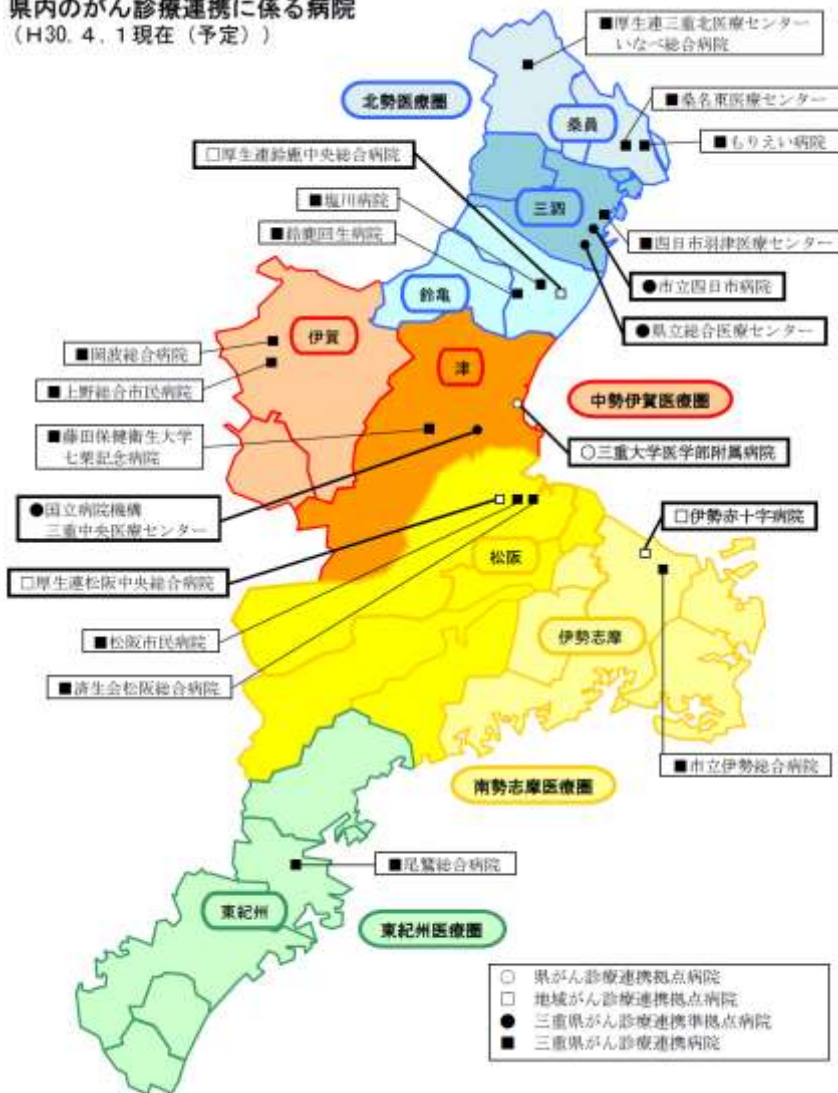 県内のがん診療連携に係る病院
（H30．4．1現在（予定））
■厚生連三重北医療センター
いなべ総合病院
北勢医療圏
桑員
■桑名東医療センター
□厚生連鈴鹿中央総合病院
■もりえい病院
■塩川病院
三泗
■鈴鹿回生病院
■四日市羽津医療センター
鈴亀
●市立四日市病院
伊賀
●県立総合医療センター
■岡波総合病院
津
■上野総合市民病院
中勢伊賀医療圏
■藤田保健衛生大学
七栗記念病院
○三重大学医学部附属病院
●国立病院機構
三重中央医療センター
□伊勢赤十字病院
松阪
□厚生連松阪中央総合病院
伊勢志摩
■松阪市民病院
■済生会松阪総合病院
■市立伊勢総合病院
南勢志摩医療圏
■尾鷲総合病院
東紀州
東紀州医療圏
○ 県がん診療連携拠点病院
□ 地域がん診療連携拠点病院
● 三重県がん診療連携準拠点病院
■ 三重県がん診療連携病院